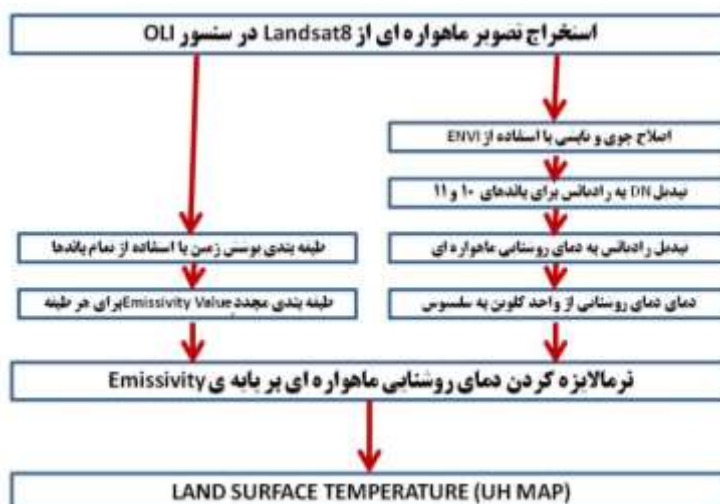 استخراج تصویر ماهواره ای از Landsat8 در سنسور OLI
اصلاح جوی و تابشی با استفاده از ENVI
تبدیل DN به رادیانس برای باندهای ۱۰ و ۱۱
تبدیل رادیانس به دمای روشنایی ماهواره ای
دمای دمای روشنایی از واحد کلوین به سلسیوس
طبقه بندی پوشش زمین با استفاده از تمام باندها
طبقه بندی مجدد Emissivity Value برای هر طبقه
نرمالایزه کردن دمای روشنایی ماهواره ای بر پایه ی Emissivity
LAND SURFACE TEMPERATURE (UH MAP)